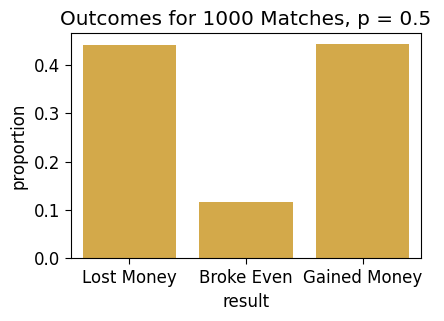 Outcomes for 1000 Matches, p = 0.5
proportion
0.4
0.3
0.2
0.1
0.0
Lost Money Broke Even Gained Money
result